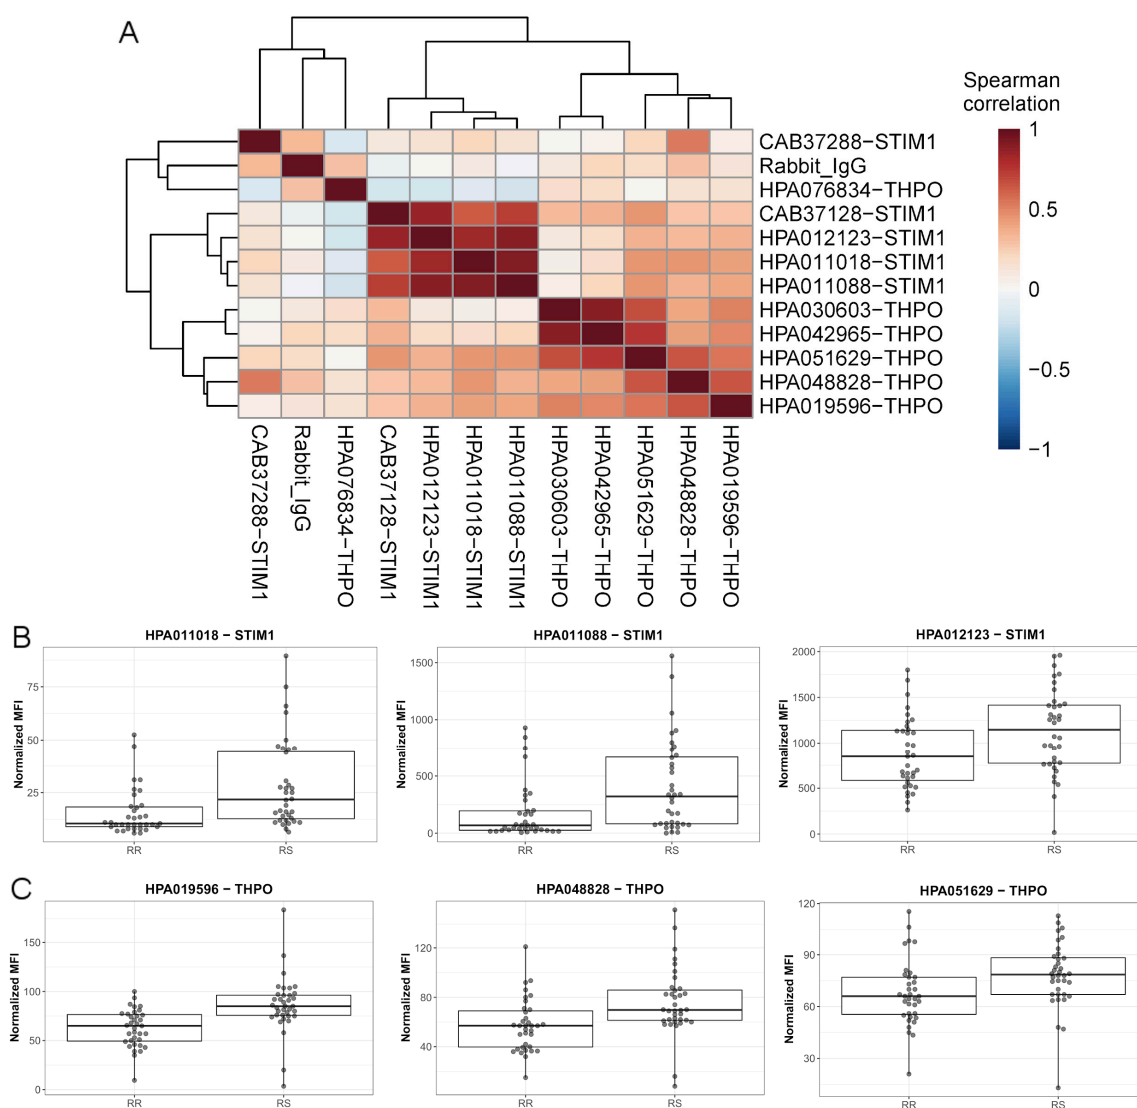 A
Spearman
correlation
1
0.5
0
−0.5
−1
CAB37288−STIM1
Rabbit_IgG
HPA076834−THPO
CAB37128−STIM1
HPA012123−STIM1
HPA011018−STIM1
HPA011088−STIM1
HPA030603−THPO
HPA042965−THPO
HPA051629−THPO
HPA048828−THPO
HPA019596−THPO
CAB37288−STIM1
Rabbit_IgG
HPA076834−THPO
CAB37128−STIM1
HPA012123−STIM1
HPA011018−STIM1
HPA011088−STIM1
HPA030603−THPO
HPA042965−THPO
HPA051629−THPO
HPA048828−THPO
HPA019596−THPO
B
HPA011018 − STIM1
Normalized MFI
75
50
25
RR
RS
HPA011088 − STIM1
Normalized MFI
1500
1000
500
0
RR
RS
HPA012123 − STIM1
Normalized MFI
2000
1500
1000
500
0
RR
RS
C
HPA019596 − THPO
Normalized MFI
150
100
50
0
RR
RS
HPA048828 − THPO
Normalized MFI
120
80
40
RR
RS
HPA051629 − THPO
Normalized MFI
120
90
60
30
RR
RS